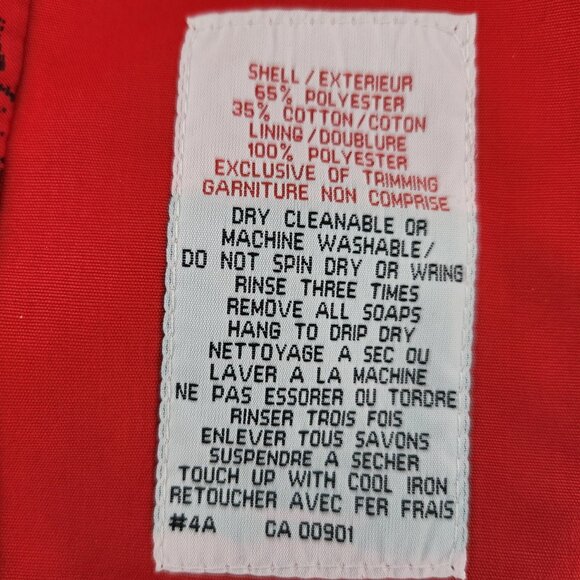 SHELL/EXTERIEUR
65% POLYESTER
35% COTTON/COTON
LINING/DOUBLURE
100% POLYESTER
EXCLUSIVE OF TRIMMING
GARNITURE NON COMPRISE
DRY CLEANABLE OR
MACHINE WASHABLE/
DO NOT SPIN DRY OR WRING
RINSE THREE TIMES
REMOVE ALL SOAPS
HANG TO DRIP DRY
NETTOYAGE A SEC OU
LAVER A LA MACHINE
NE PAS ESSORER OU TORDRE
RINSER TROIS FOIS
ENLEVER TOUS SAVONS
SUSPENDRE A SECHER
TOUCH UP WITH COOL IRON
RETOUCHER AVEC FER FRAIS
#4A CA 00901